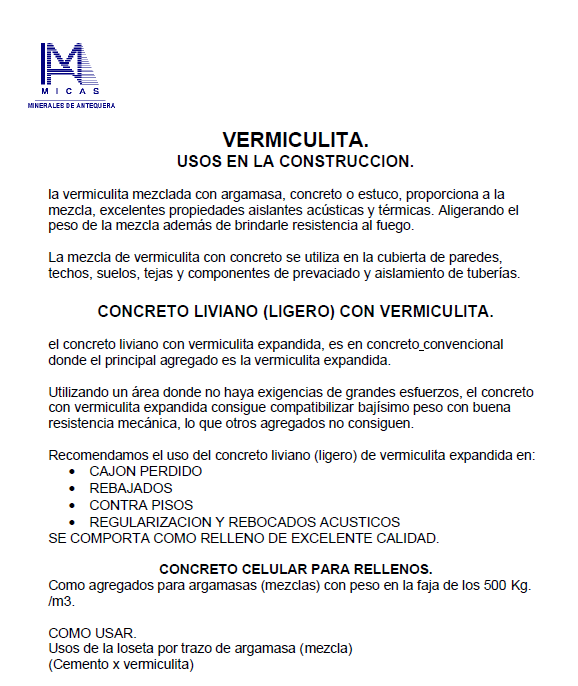 MICAS
MINERALES DE ANTEQUERA
VERMICULITA.
USOS EN LA CONSTRUCCION.
la vermiculita mezclada con argamasa, concreto o estuco, proporciona a la
mezcla, excelentes propiedades aislantes acústicas y térmicas. Aligerando el
peso de la mezcla además de brindarle resistencia al fuego.
La mezcla de vermiculita con concreto se utiliza en la cubierta de paredes,
techos, suelos, tejas y componentes de prevaciado y aislamiento de tuberías.
CONCRETO LIVIANO (LIGERO) CON VERMICULITA.
el concreto liviano con vermiculita expandida, es en concreto convencional
donde el principal agregado es la vermiculita expandida.
Utilizando un área donde no haya exigencias de grandes esfuerzos, el concreto
con vermiculita expandida consigue compatibilizar bajísimo peso con buena
resistencia mecánica, lo que otros agregados no consiguen.
Recomendamos el uso del concreto liviano (ligero) de vermiculita expandida en:
• CAJON PERDIDO
• REBAJADOS
• CONTRA PISOS
• REGULARIZACION Y REBOCADOS ACUSTICOS
SE COMPORTA COMO RELLENO DE EXCELENTE CALIDAD.
CONCRETO CELULAR PARA RELLENOS.
Como agregados para argamasas (mezclas) con peso en la faja de los 500 Kg.
/m3.
COMO USAR.
Usos de la loseta por trazo de argamasa (mezcla)
(Cemento x vermiculita)